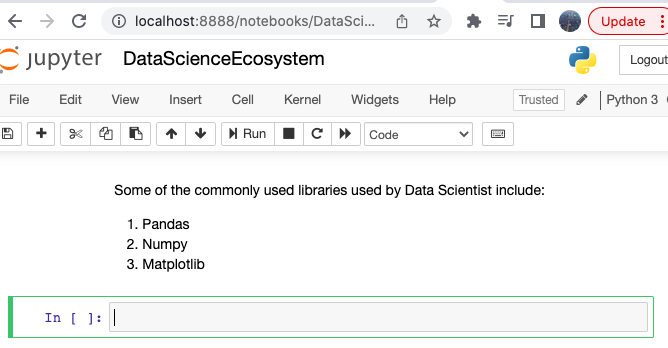 localhost:8888/notebooks/DataSci...
Update
jupyter DataScienceEcosystem
Logout
File Edit View Insert Cell Kernel Widgets Help Trusted Python 3
Run Code
Some of the commonly used libraries used by Data Scientist include:
1. Pandas
2. Numpy
3. Matplotlib
In [ ]: